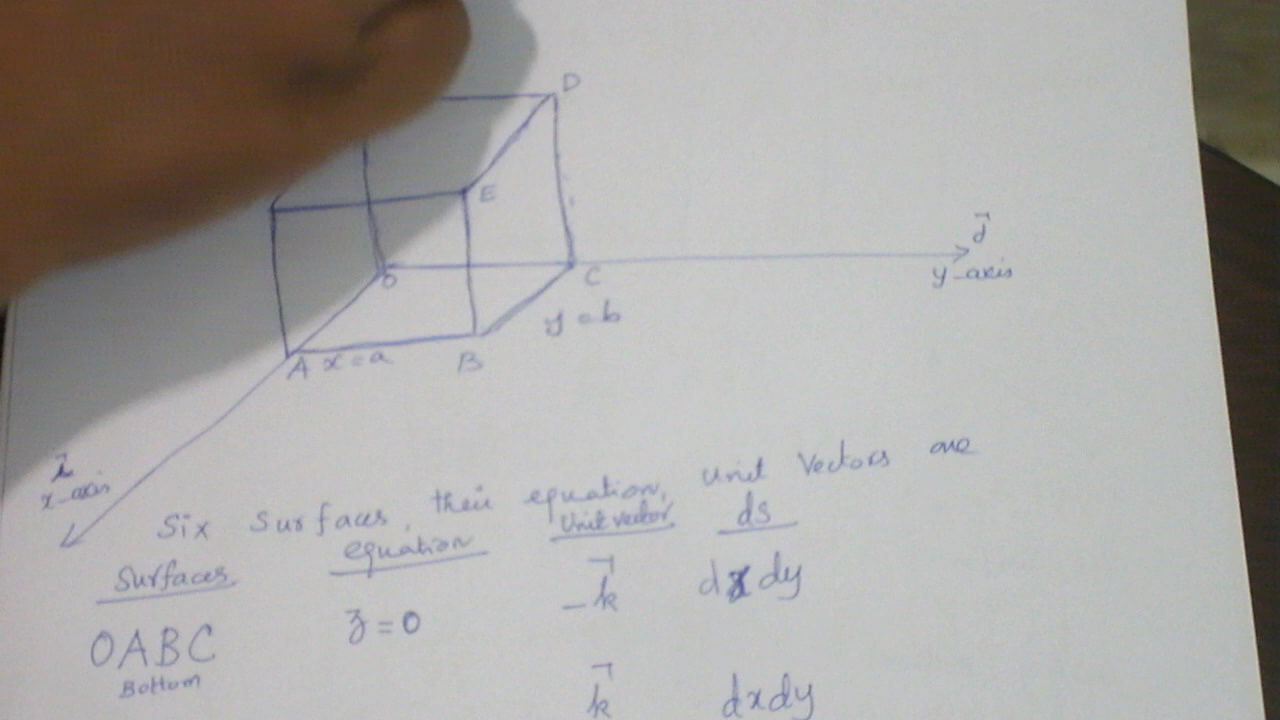 D
E
O
C
j⃗
y-axis
y = b
A x = a
B
i⃗
x-axis
Six Surfaces, their equation, unit Vectors are
Surfaces equation Unit vector ds
OABC z = 0 -k⃗ dxdy
Bottom
k⃗ dxdy